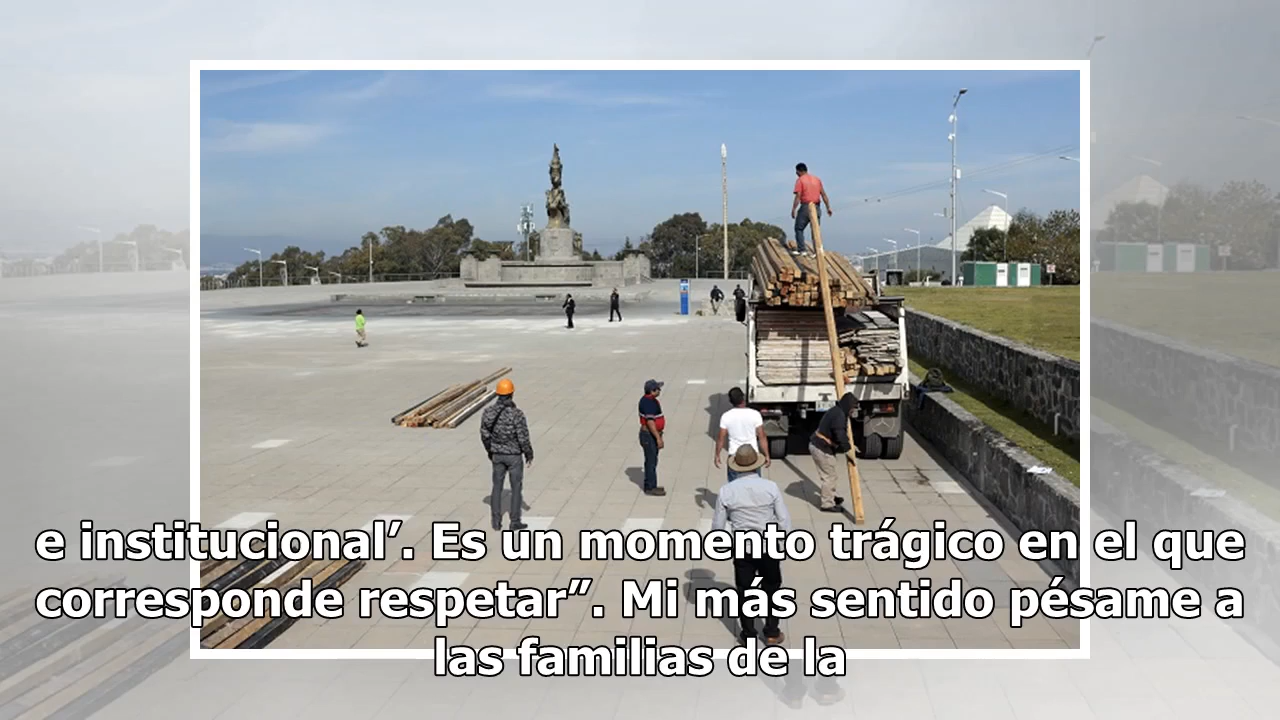 e institucional’. Es un momento trágico en el que
corresponde respetar”. Mi más sentido pésame a
las familias de la